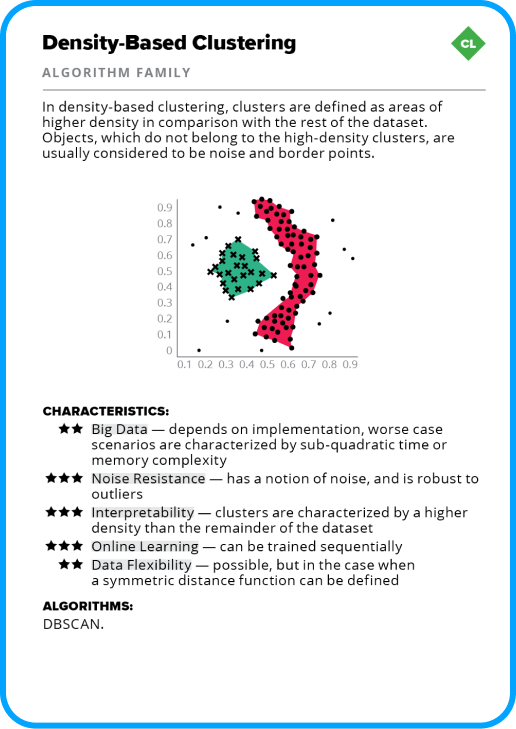 Density-Based Clustering
CL
ALGORITHM FAMILY
In density-based clustering, clusters are defined as areas of
higher density in comparison with the rest of the dataset.
Objects, which do not belong to the high-density clusters, are
usually considered to be noise and border points.
0.9
0.8
0.7
0.6
0.5
0.4
0.3
0.2
0.1
0
0.1 0.2 0.3 0.4 0.5 0.6 0.7 0.8 0.9
CHARACTERISTICS:
★★ Big Data — depends on implementation, worse case
scenarios are characterized by sub-quadratic time or
memory complexity
★★★ Noise Resistance — has a notion of noise, and is robust to
outliers
★★★ Interpretability — clusters are characterized by a higher
density than the remainder of the dataset
★★★ Online Learning — can be trained sequentially
★★ Data Flexibility — possible, but in the case when
a symmetric distance function can be defined
ALGORITHMS:
DBSCAN.